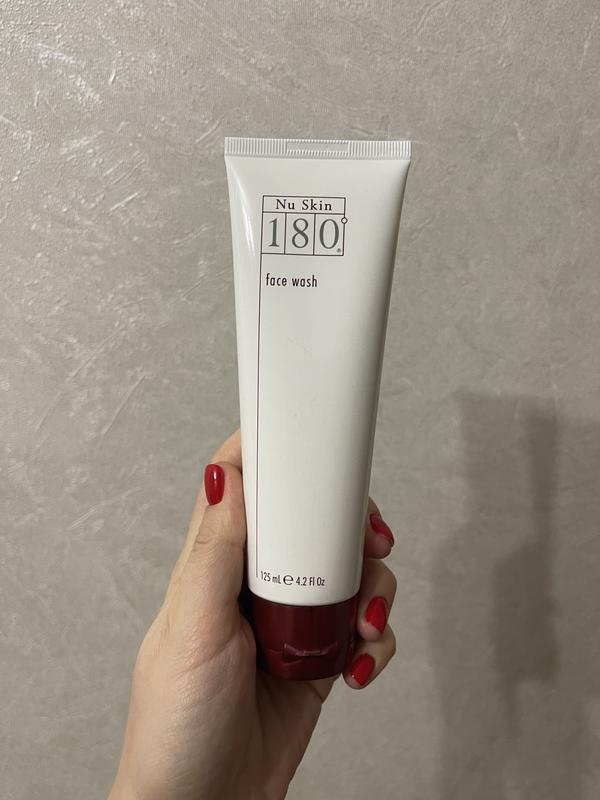 Nu Skin
180°®
face wash
125 mL ℮ 4.2 Fl Oz